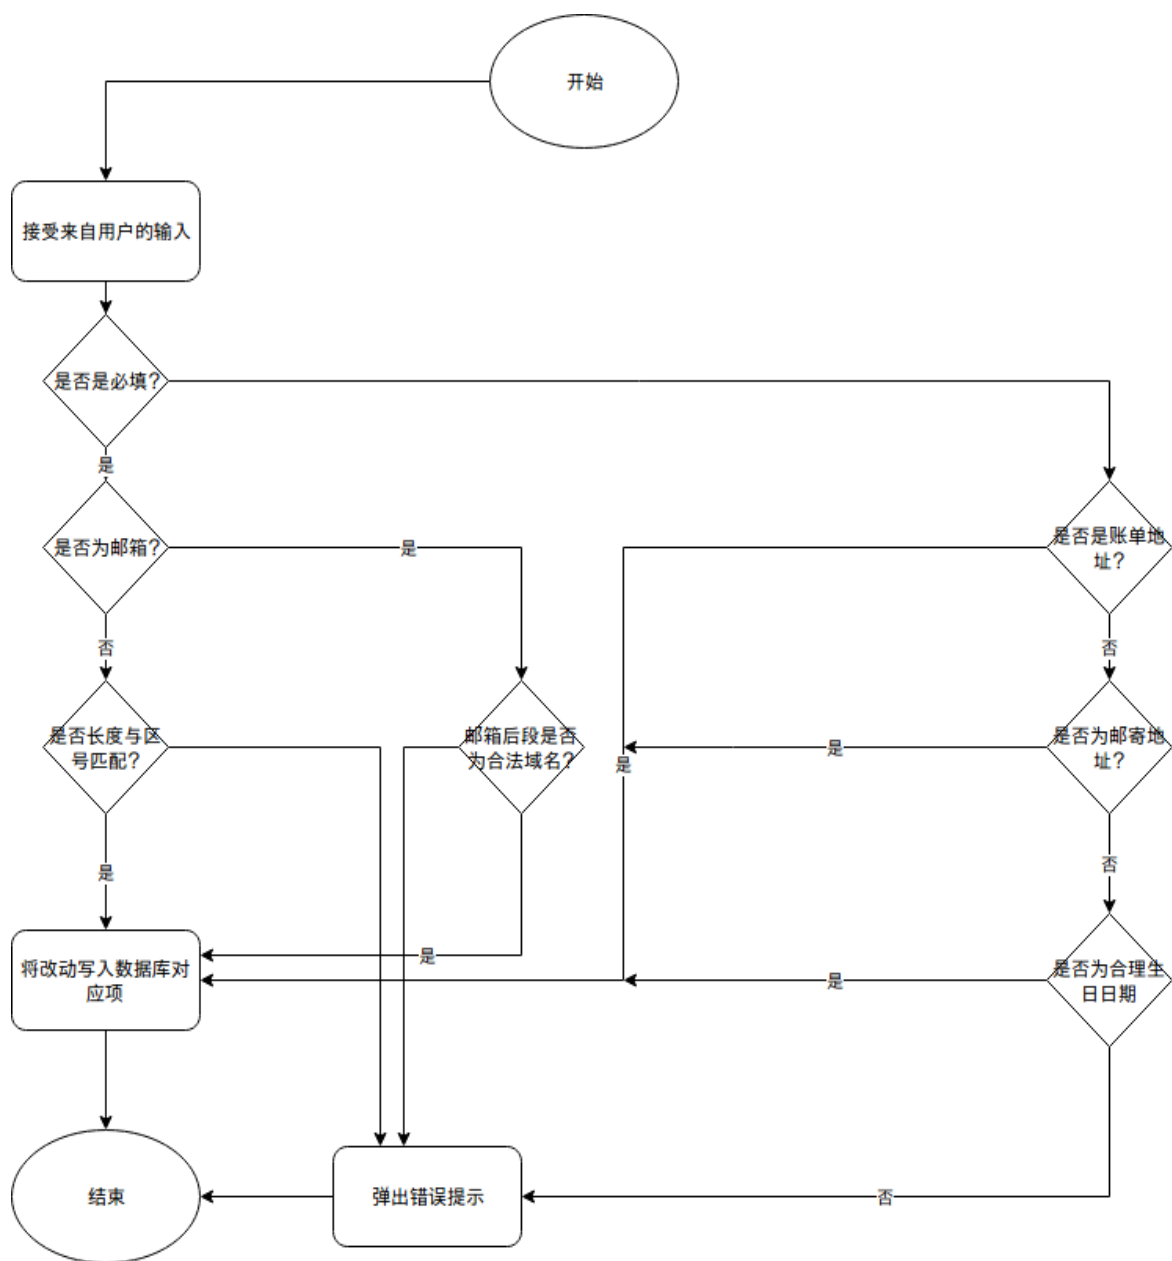 开始
接受来自用户的输入
是否是必填？
是
是否为邮箱？
是
是否是账单地
址？
否
否
是否长度与区
号匹配？
邮箱后段是否
为合法域名？
是
是
是否为邮寄地
址？
是
否
将改动写入数据库对
应项
是
是
是否为合理生
日日期
结束
弹出错误提示
否